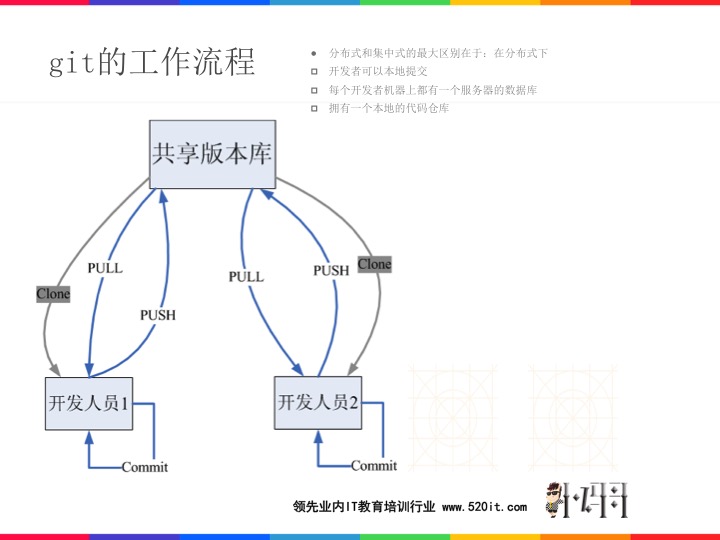 git的工作流程
分布式和集中式的最大区别在于：在分布式下
开发者可以本地提交
每个开发者机器上都有一个服务器的数据库
拥有一个本地的代码仓库
共享版本库
PULL
Clone
PUSH
PULL
PUSH
Clone
开发人员1
开发人员2
Commit
Commit
领先业内IT教育培训行业 www.520it.com
小码哥